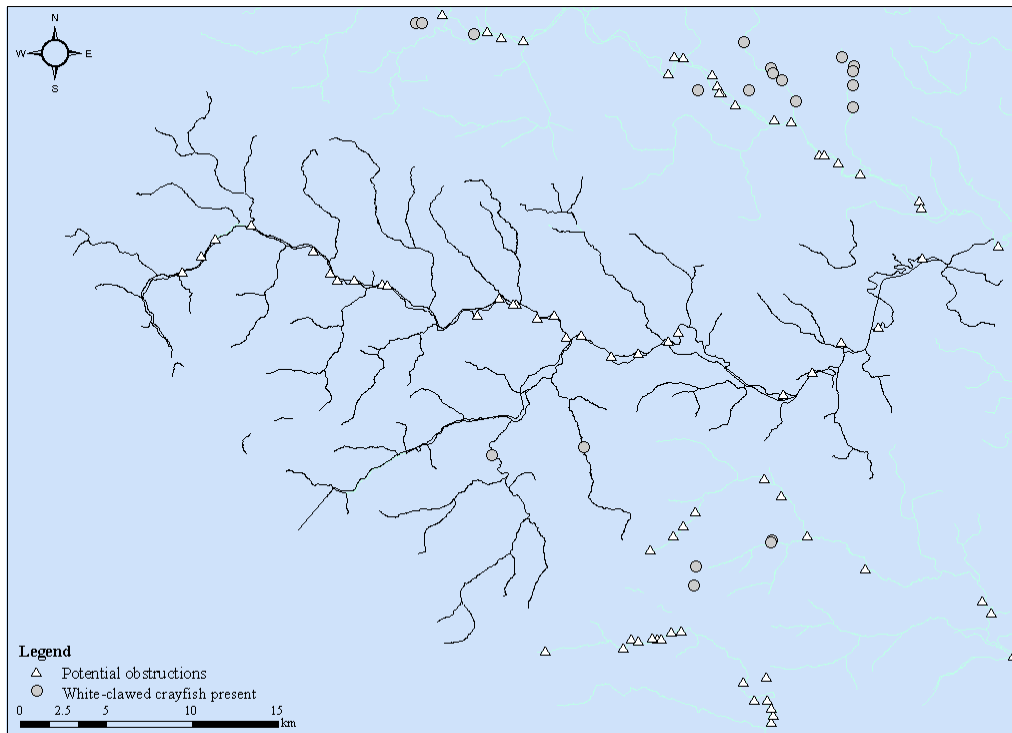 N
W E
S
Legend
Potential obstructions
White-clawed crayfish present
0 2.5 5 10 15
km